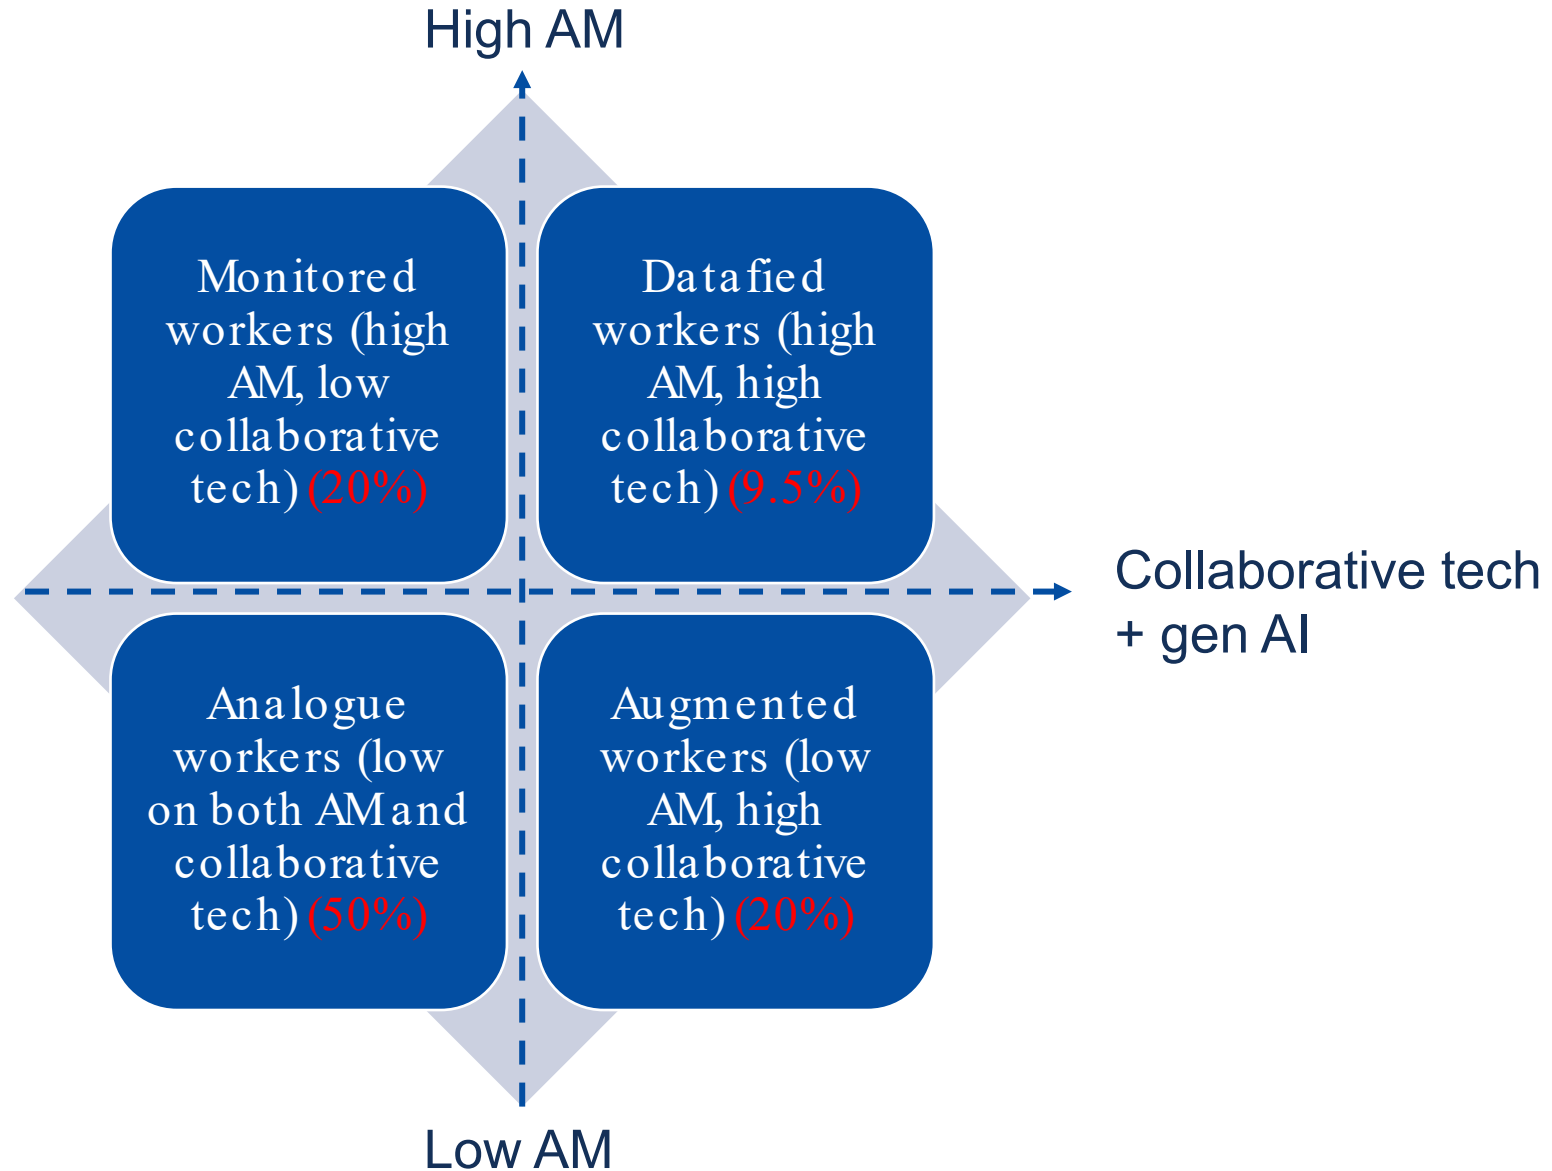 High AM
Monitored
workers (high
AM, low
collaborative
tech) (20%)
Datafied
workers (high
AM, high
collaborative
tech) (9.5%)
Collaborative tech
+ gen AI
Analogue
workers (low
on both AM and
collaborative
tech) (50%)
Augmented
workers (low
AM, high
collaborative
tech) (20%)
Low AM